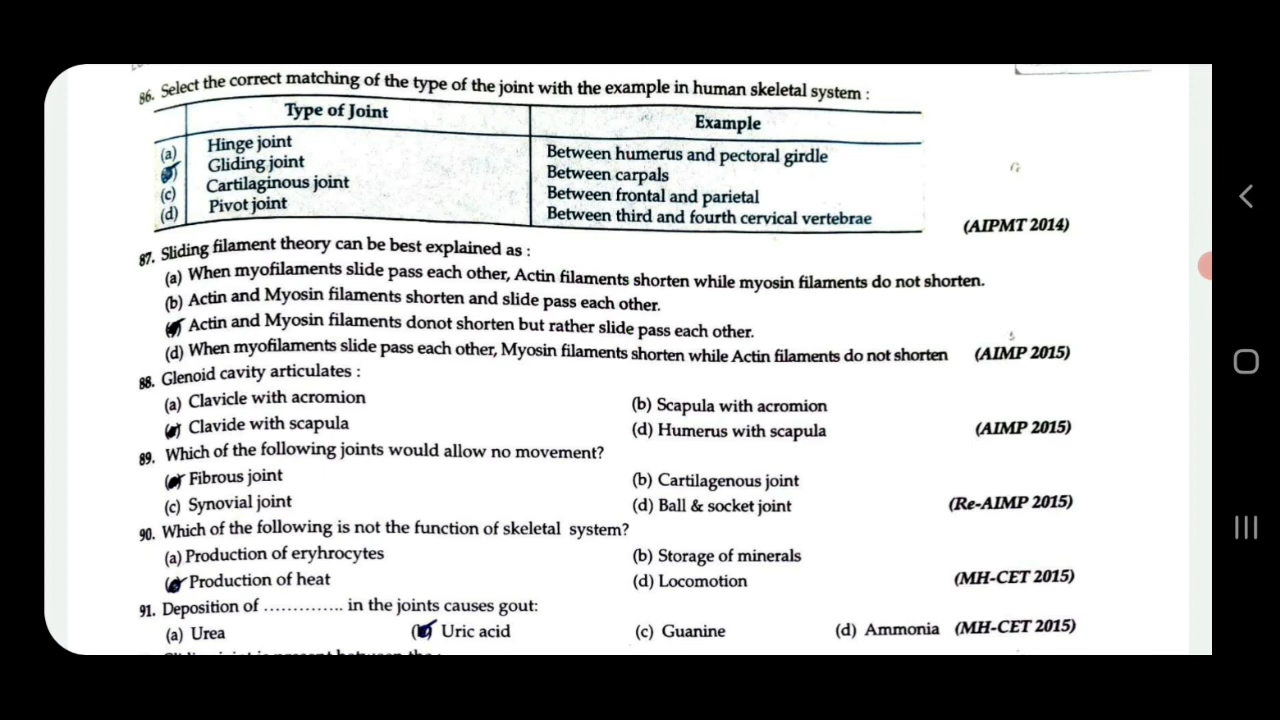 86. Select the correct matching of the type of the joint with the example in human skeletal system :
Type of Joint Example
(a) Hinge joint Between humerus and pectoral girdle
Gliding joint Between carpals
(c) Cartilaginous joint Between frontal and parietal
(d) Pivot joint Between third and fourth cervical vertebrae
(AIPMT 2014)
87. Sliding filament theory can be best explained as :
(a) When myofilaments slide pass each other, Actin filaments shorten while myosin filaments do not shorten.
(b) Actin and Myosin filaments shorten and slide pass each other.
Actin and Myosin filaments donot shorten but rather slide pass each other.
(d) When myofilaments slide pass each other, Myosin filaments shorten while Actin filaments do not shorten (AIMP 2015)
88. Glenoid cavity articulates :
(a) Clavicle with acromion (b) Scapula with acromion
Clavide with scapula (d) Humerus with scapula (AIMP 2015)
89. Which of the following joints would allow no movement?
Fibrous joint (b) Cartilagenous joint
(c) Synovial joint (d) Ball & socket joint (Re-AIMP 2015)
90. Which of the following is not the function of skeletal system?
(a) Production of eryhrocytes (b) Storage of minerals
Production of heat (d) Locomotion (MH-CET 2015)
91. Deposition of .............. in the joints causes gout:
(a) Urea (b) Uric acid (c) Guanine (d) Ammonia (MH-CET 2015)